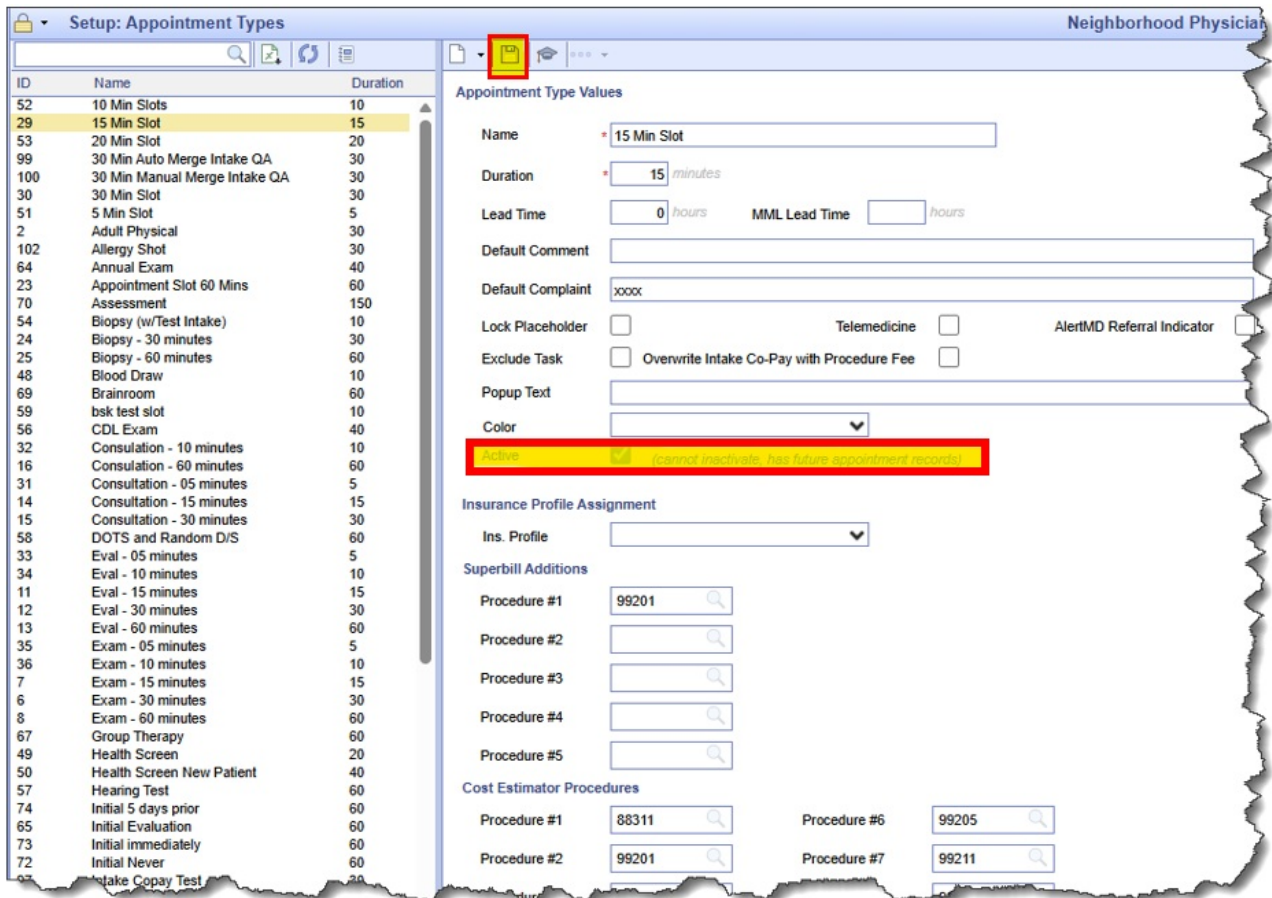 Setup: Appointment Types
Neighborhood Physician
ID Name Duration
52 10 Min Slots 10
29 15 Min Slot 15
53 20 Min Slot 20
99 30 Min Auto Merge Intake QA 30
100 30 Min Manual Merge Intake QA 30
30 30 Min Slot 30
51 5 Min Slot 5
2 Adult Physical 30
102 Allergy Shot 30
64 Annual Exam 40
23 Appointment Slot 60 Mins 60
70 Assessment 150
54 Biopsy (w/Test Intake) 10
24 Biopsy - 30 minutes 30
25 Biopsy - 60 minutes 60
48 Blood Draw 10
69 Brainroom 60
59 bsk test slot 10
56 CDL Exam 40
32 Consulation - 10 minutes 10
16 Consulation - 60 minutes 60
31 Consultation - 05 minutes 5
14 Consultation - 15 minutes 15
15 Consultation - 30 minutes 30
58 DOTS and Random D/S 60
33 Eval - 05 minutes 5
34 Eval - 10 minutes 10
11 Eval - 15 minutes 15
12 Eval - 30 minutes 30
13 Eval - 60 minutes 60
35 Exam - 05 minutes 5
36 Exam - 10 minutes 10
7 Exam - 15 minutes 15
6 Exam - 30 minutes 30
8 Exam - 60 minutes 60
67 Group Therapy 60
49 Health Screen 20
50 Health Screen New Patient 40
57 Hearing Test 60
74 Initial 5 days prior 60
65 Initial Evaluation 60
73 Initial immediately 60
72 Initial Never 60
Intake Copay Test
Appointment Type Values
Name * 15 Min Slot
Duration * 15 minutes
Lead Time 0 hours MML Lead Time hours
Default Comment
Default Complaint xxxx
Lock Placeholder Telemedicine AlertMD Referral Indicator
Exclude Task Overwrite Intake Co-Pay with Procedure Fee
Popup Text
Color
Active (cannot inactivate, has future appointment records)
Insurance Profile Assignment
Ins. Profile
Superbill Additions
Procedure #1 99201
Procedure #2
Procedure #3
Procedure #4
Procedure #5
Cost Estimator Procedures
Procedure #1 88311 Procedure #6 99205
Procedure #2 99201 Procedure #7 99211